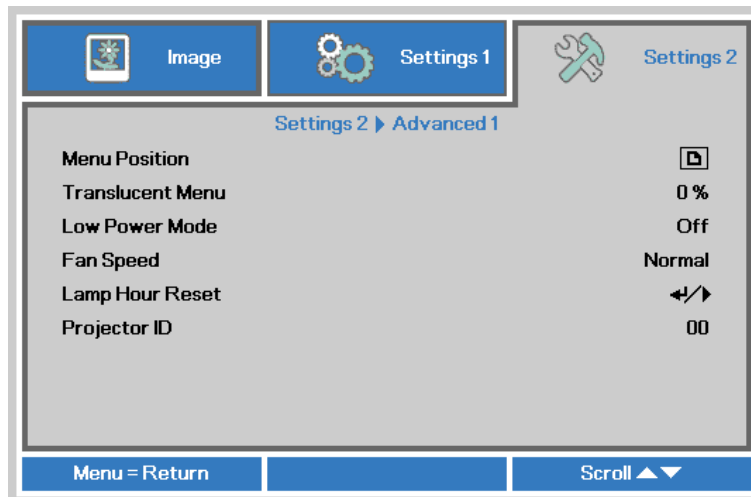 Image
Settings 1
Settings 2
Settings 2 ▶ Advanced 1
Menu Position
Translucent Menu 0 %
Low Power Mode Off
Fan Speed Normal
Lamp Hour Reset ↵/▶
Projector ID 00
Menu = Return
Scroll ▲▼